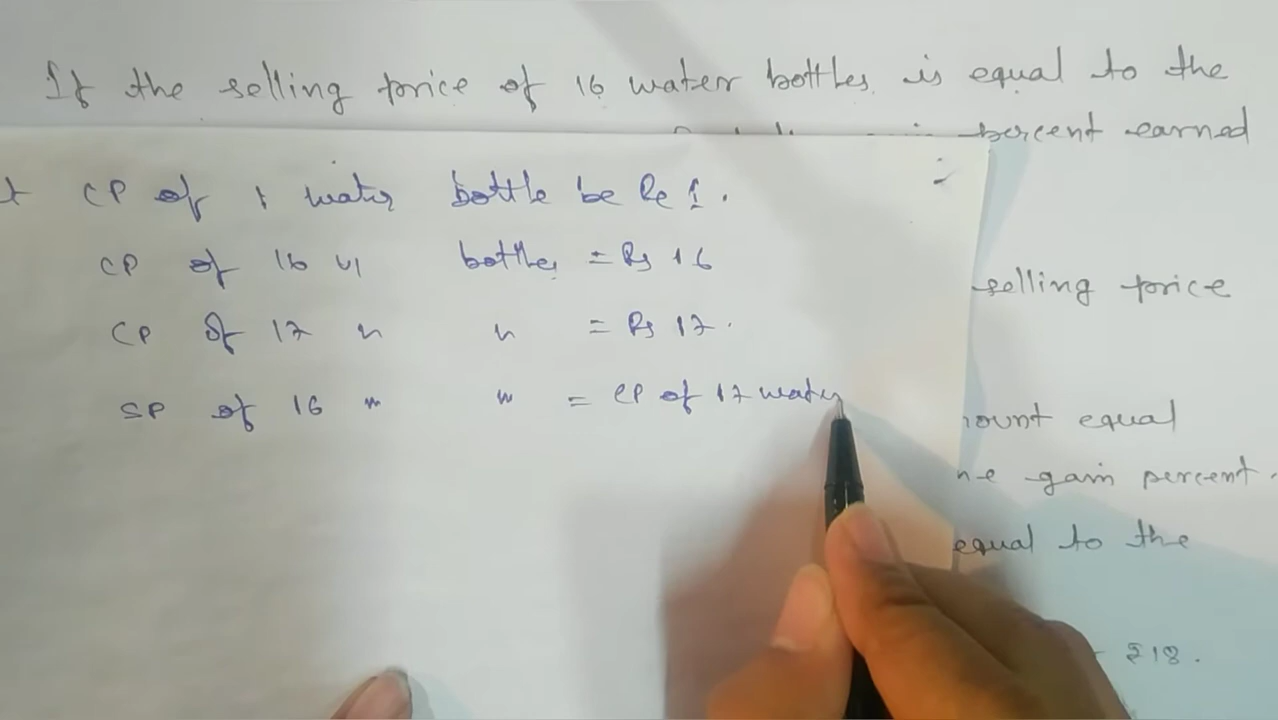 If the selling price of 16 water bottles is equal to the
percent earned
CP of 1 water bottle be Re 1.
CP of 16 " bottles = Rs 16
selling price
CP of 17 " " = Rs 17.
SP of 16 " " = CP of 17 water
mount equal
gain percent.
equal to the
₹18.